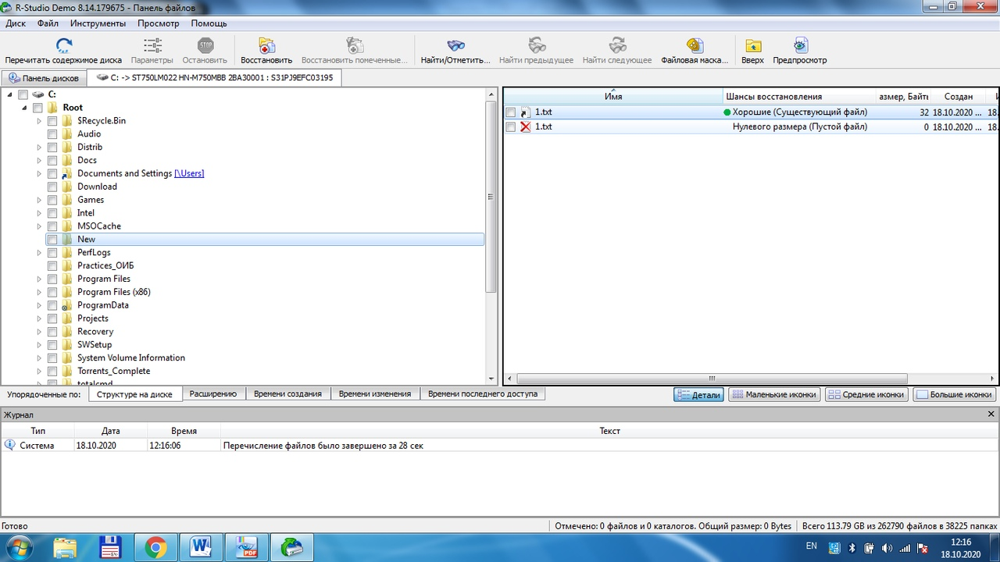 R-Studio Demo 8.14.179675 - Панель файлов
Диск Файл Инструменты Просмотр Помощь
Перечитать содержимое диска Параметры Остановить Восстановить Восстановить помеченные... Найти/Отметить... Найти предыдущее Найти следующее Файловая маска... Вверх Предпросмотр
Панель дисков C: -> ST750LM022 HN-M750MBB 2BA30001 : S31PJ9EFC03195
C:
Root
$Recycle.Bin
Audio
Distrib
Docs
Documents and Settings [\Users]
Download
Games
Intel
MSOCache
New
PerfLogs
Practices_ОИБ
Program Files
Program Files (x86)
ProgramData
Projects
Recovery
SWSetup
System Volume Information
Torrents_Complete
totalcmd
Имя Шансы восстановления азмер, Байты Создан И
1.txt Хорошие (Существующий файл) 32 18.10.2020 ... 18.
1.txt Нулевого размера (Пустой файл) 0 18.10.2020 ... 18.
Упорядоченные по: Структуре на диске Расширению Времени создания Времени изменения Времени последнего доступа Детали Маленькие иконки Средние иконки Большие иконки
Журнал
Тип Дата Время Текст
Система 18.10.2020 12:16:06 Перечисление файлов было завершено за 28 сек
Готово Отмечено: 0 файлов и 0 каталогов. Общий размер: 0 Bytes Всего 113.79 GB из 262790 файлов в 38225 папках
EN 12:16
18.10.2020